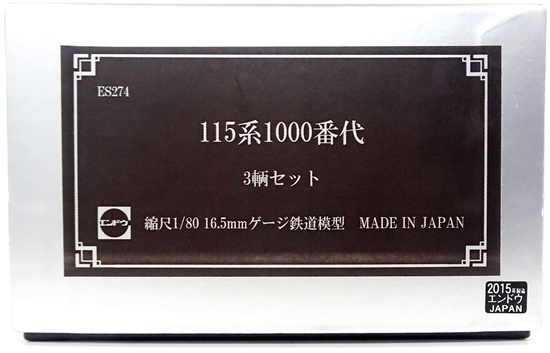 ES274
115系1000番代
3輌セット
エンドウ
縮尺1/80 16.5mmゲージ鉄道模型 MADE IN JAPAN
2015年製造
エンドウ
JAPAN